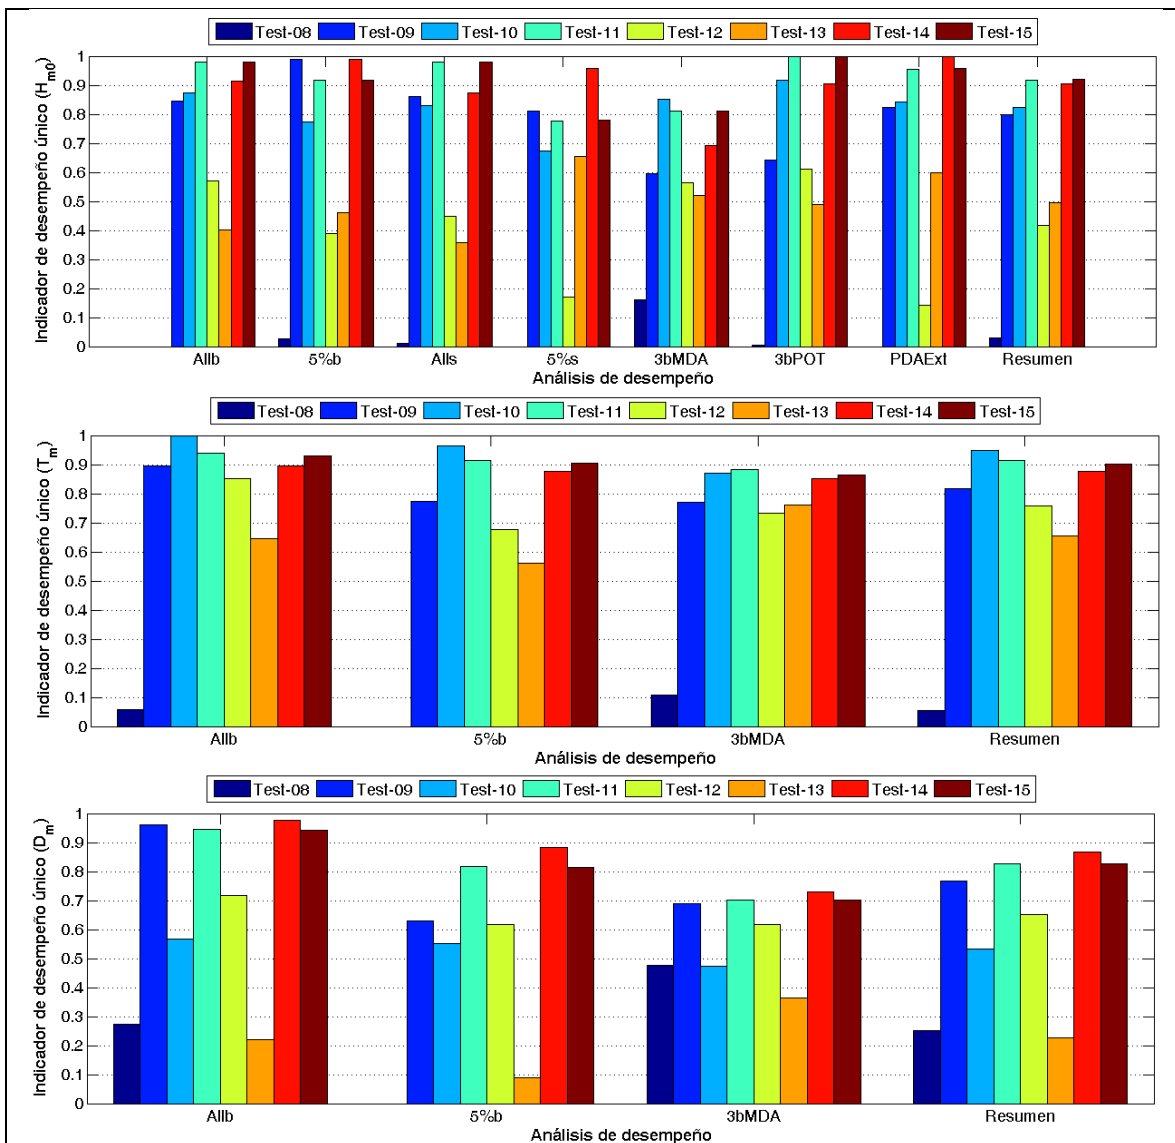 Test-08 Test-09 Test-10 Test-11 Test-12 Test-13 Test-14 Test-15
Indicador de desempeño único (Hm0)
1
0.9
0.8
0.7
0.6
0.5
0.4
0.3
0.2
0.1
0
Allb 5%b Alls 5%s 3bMDA 3bPOT PDAExt Resumen
Análisis de desempeño
Test-08 Test-09 Test-10 Test-11 Test-12 Test-13 Test-14 Test-15
Indicador de desempeño único (Tm)
1
0.9
0.8
0.7
0.6
0.5
0.4
0.3
0.2
0.1
0
Allb 5%b 3bMDA Resumen
Análisis de desempeño
Test-08 Test-09 Test-10 Test-11 Test-12 Test-13 Test-14 Test-15
Indicador de desempeño único (Dm)
1
0.9
0.8
0.7
0.6
0.5
0.4
0.3
0.2
0.1
0
Allb 5%b 3bMDA Resumen
Análisis de desempeño